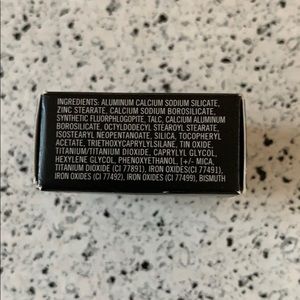 INGREDIENTS: ALUMINUM CALCIUM SODIUM SILICATE,
ZINC STEARATE, CALCIUM SODIUM BOROSILICATE,
SYNTHETIC FLUORPHLOGOPITE, TALC, CALCIUM ALUMINUM
BOROSILICATE, OCTYLDODECYL STEAROYL STEARATE,
ISOSTEARYL NEOPENTANOATE, SILICA, TOCOPHERYL
ACETATE, TRIETHOXYCAPRYLYLSILANE, TIN OXIDE,
TITANIUM/TITANIUM DIOXIDE, CAPRYLYL GLYCOL,
HEXYLENE GLYCOL, PHENOXYETHANOL, [+/- MICA,
TITANIUM DIOXIDE (CI 77891), IRON OXIDES(CI 77491),
IRON OXIDES (CI 77492), IRON OXIDES (CI 77499), BISMUTH